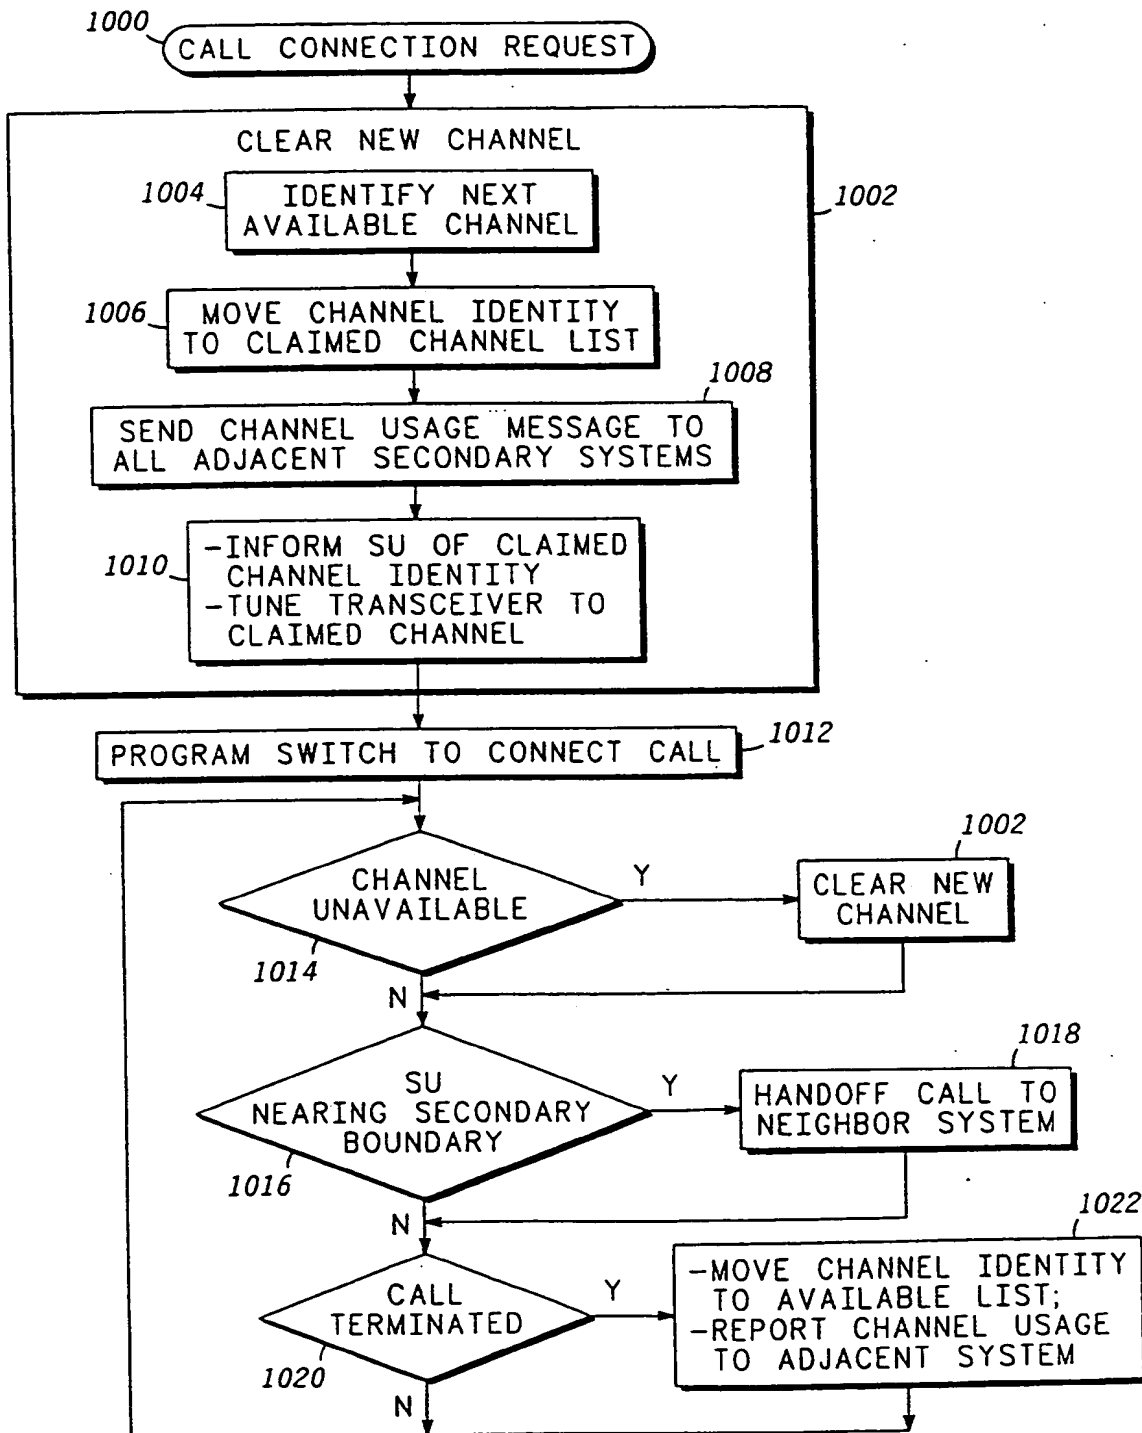 1000
CALL CONNECTION REQUEST
CLEAR NEW CHANNEL
1002
1004
IDENTIFY NEXT
AVAILABLE CHANNEL
1006
MOVE CHANNEL IDENTITY
TO CLAIMED CHANNEL LIST
1008
SEND CHANNEL USAGE MESSAGE TO
ALL ADJACENT SECONDARY SYSTEMS
1010
-INFORM SU OF CLAIMED
CHANNEL IDENTITY
-TUNE TRANSCEIVER TO
CLAIMED CHANNEL
PROGRAM SWITCH TO CONNECT CALL
1012
CHANNEL
UNAVAILABLE
1014
Y
1002
CLEAR NEW
CHANNEL
N
SU
NEARING SECONDARY
BOUNDARY
1016
Y
1018
HANDOFF CALL TO
NEIGHBOR SYSTEM
N
CALL
TERMINATED
1020
Y
1022
-MOVE CHANNEL IDENTITY
TO AVAILABLE LIST;
-REPORT CHANNEL USAGE
TO ADJACENT SYSTEM
N